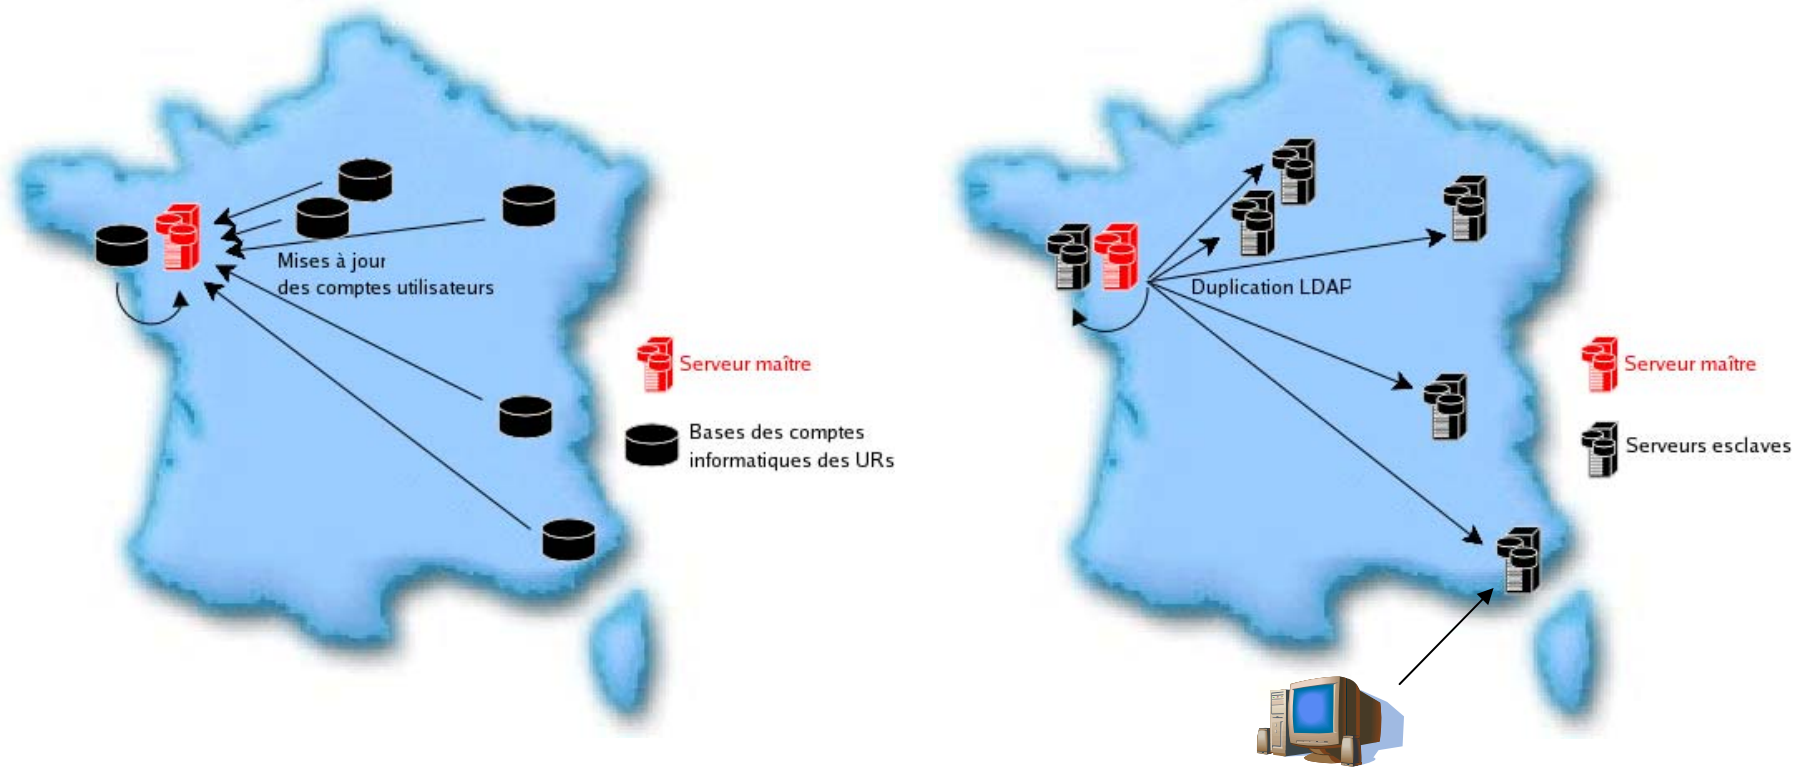 Mises à jour
des comptes utilisateurs
Serveur maître
Bases des comptes
informatiques des URs
Duplication LDAP
Serveur maître
Serveurs esclaves